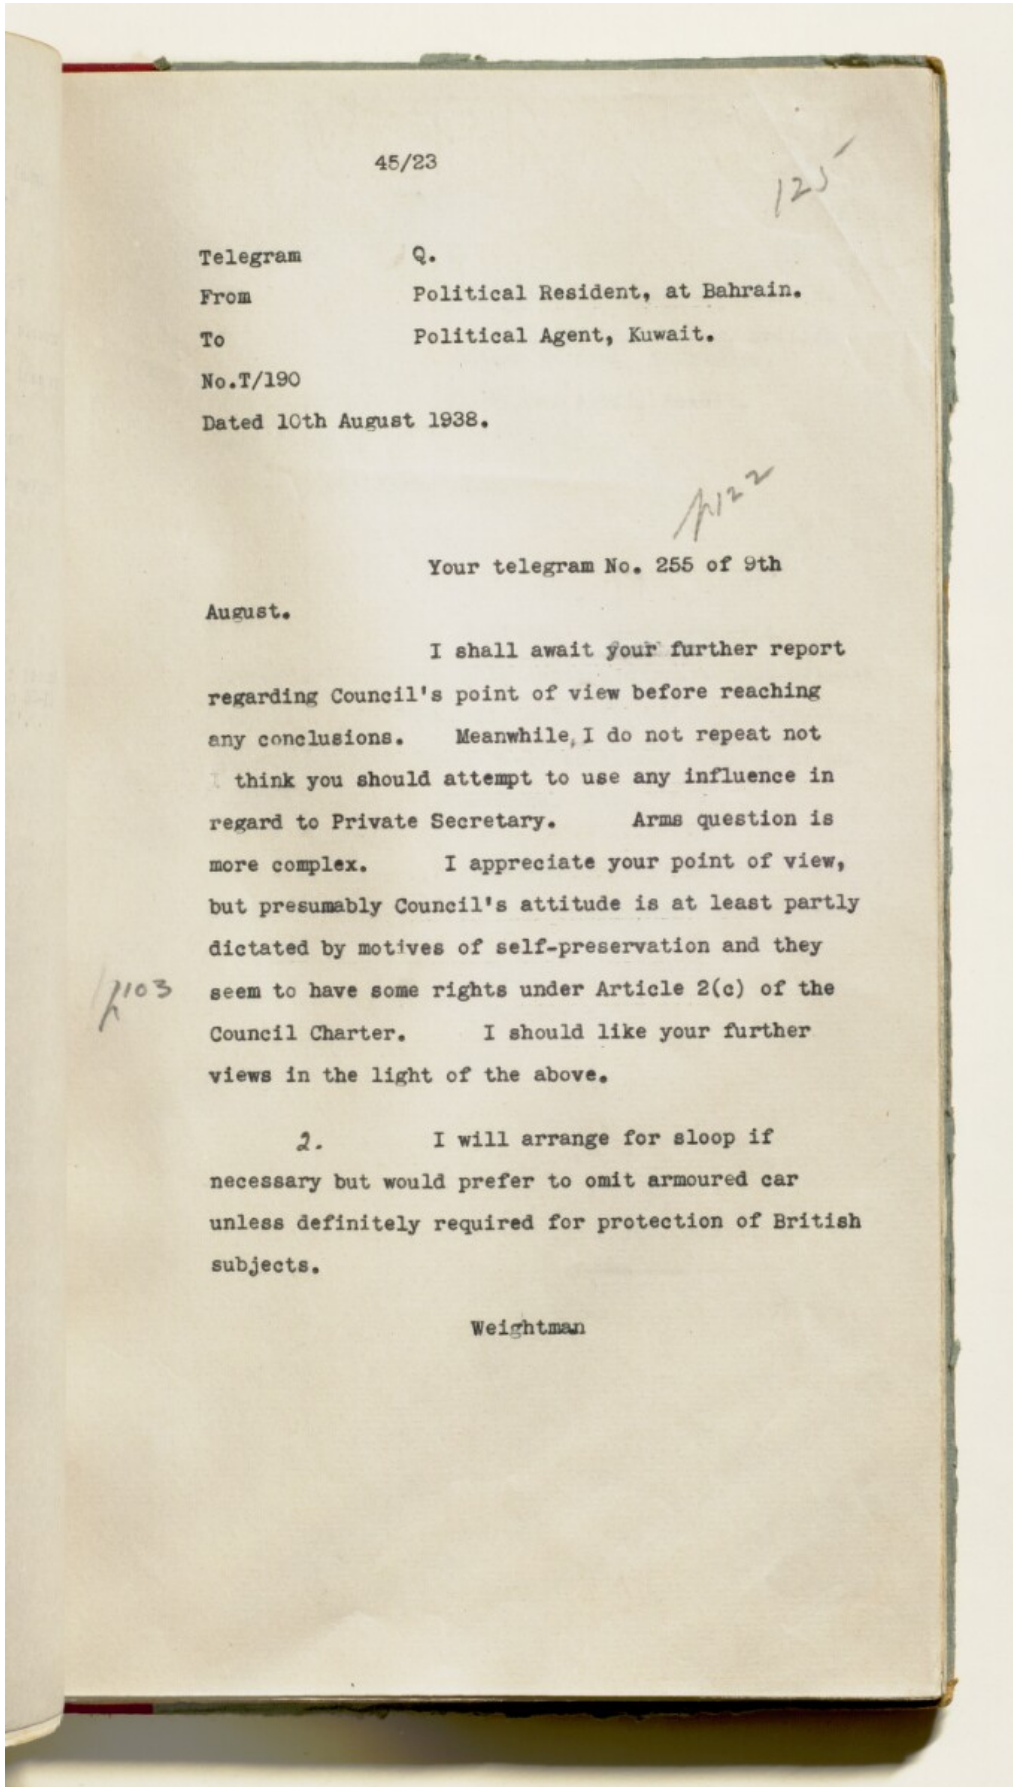 45/23
125
Telegram Q.
From Political Resident, at Bahrain.
To Political Agent, Kuwait.
No.T/190
Dated 10th August 1938.
p122
Your telegram No. 255 of 9th
August.
I shall await your further report
regarding Council's point of view before reaching
any conclusions. Meanwhile, I do not repeat not
think you should attempt to use any influence in
regard to Private Secretary. Arms question is
more complex. I appreciate your point of view,
but presumably Council's attitude is at least partly
dictated by motives of self-preservation and they
p103 seem to have some rights under Article 2(c) of the
Council Charter. I should like your further
views in the light of the above.
2. I will arrange for sloop if
necessary but would prefer to omit armoured car
unless definitely required for protection of British
subjects.
Weightman